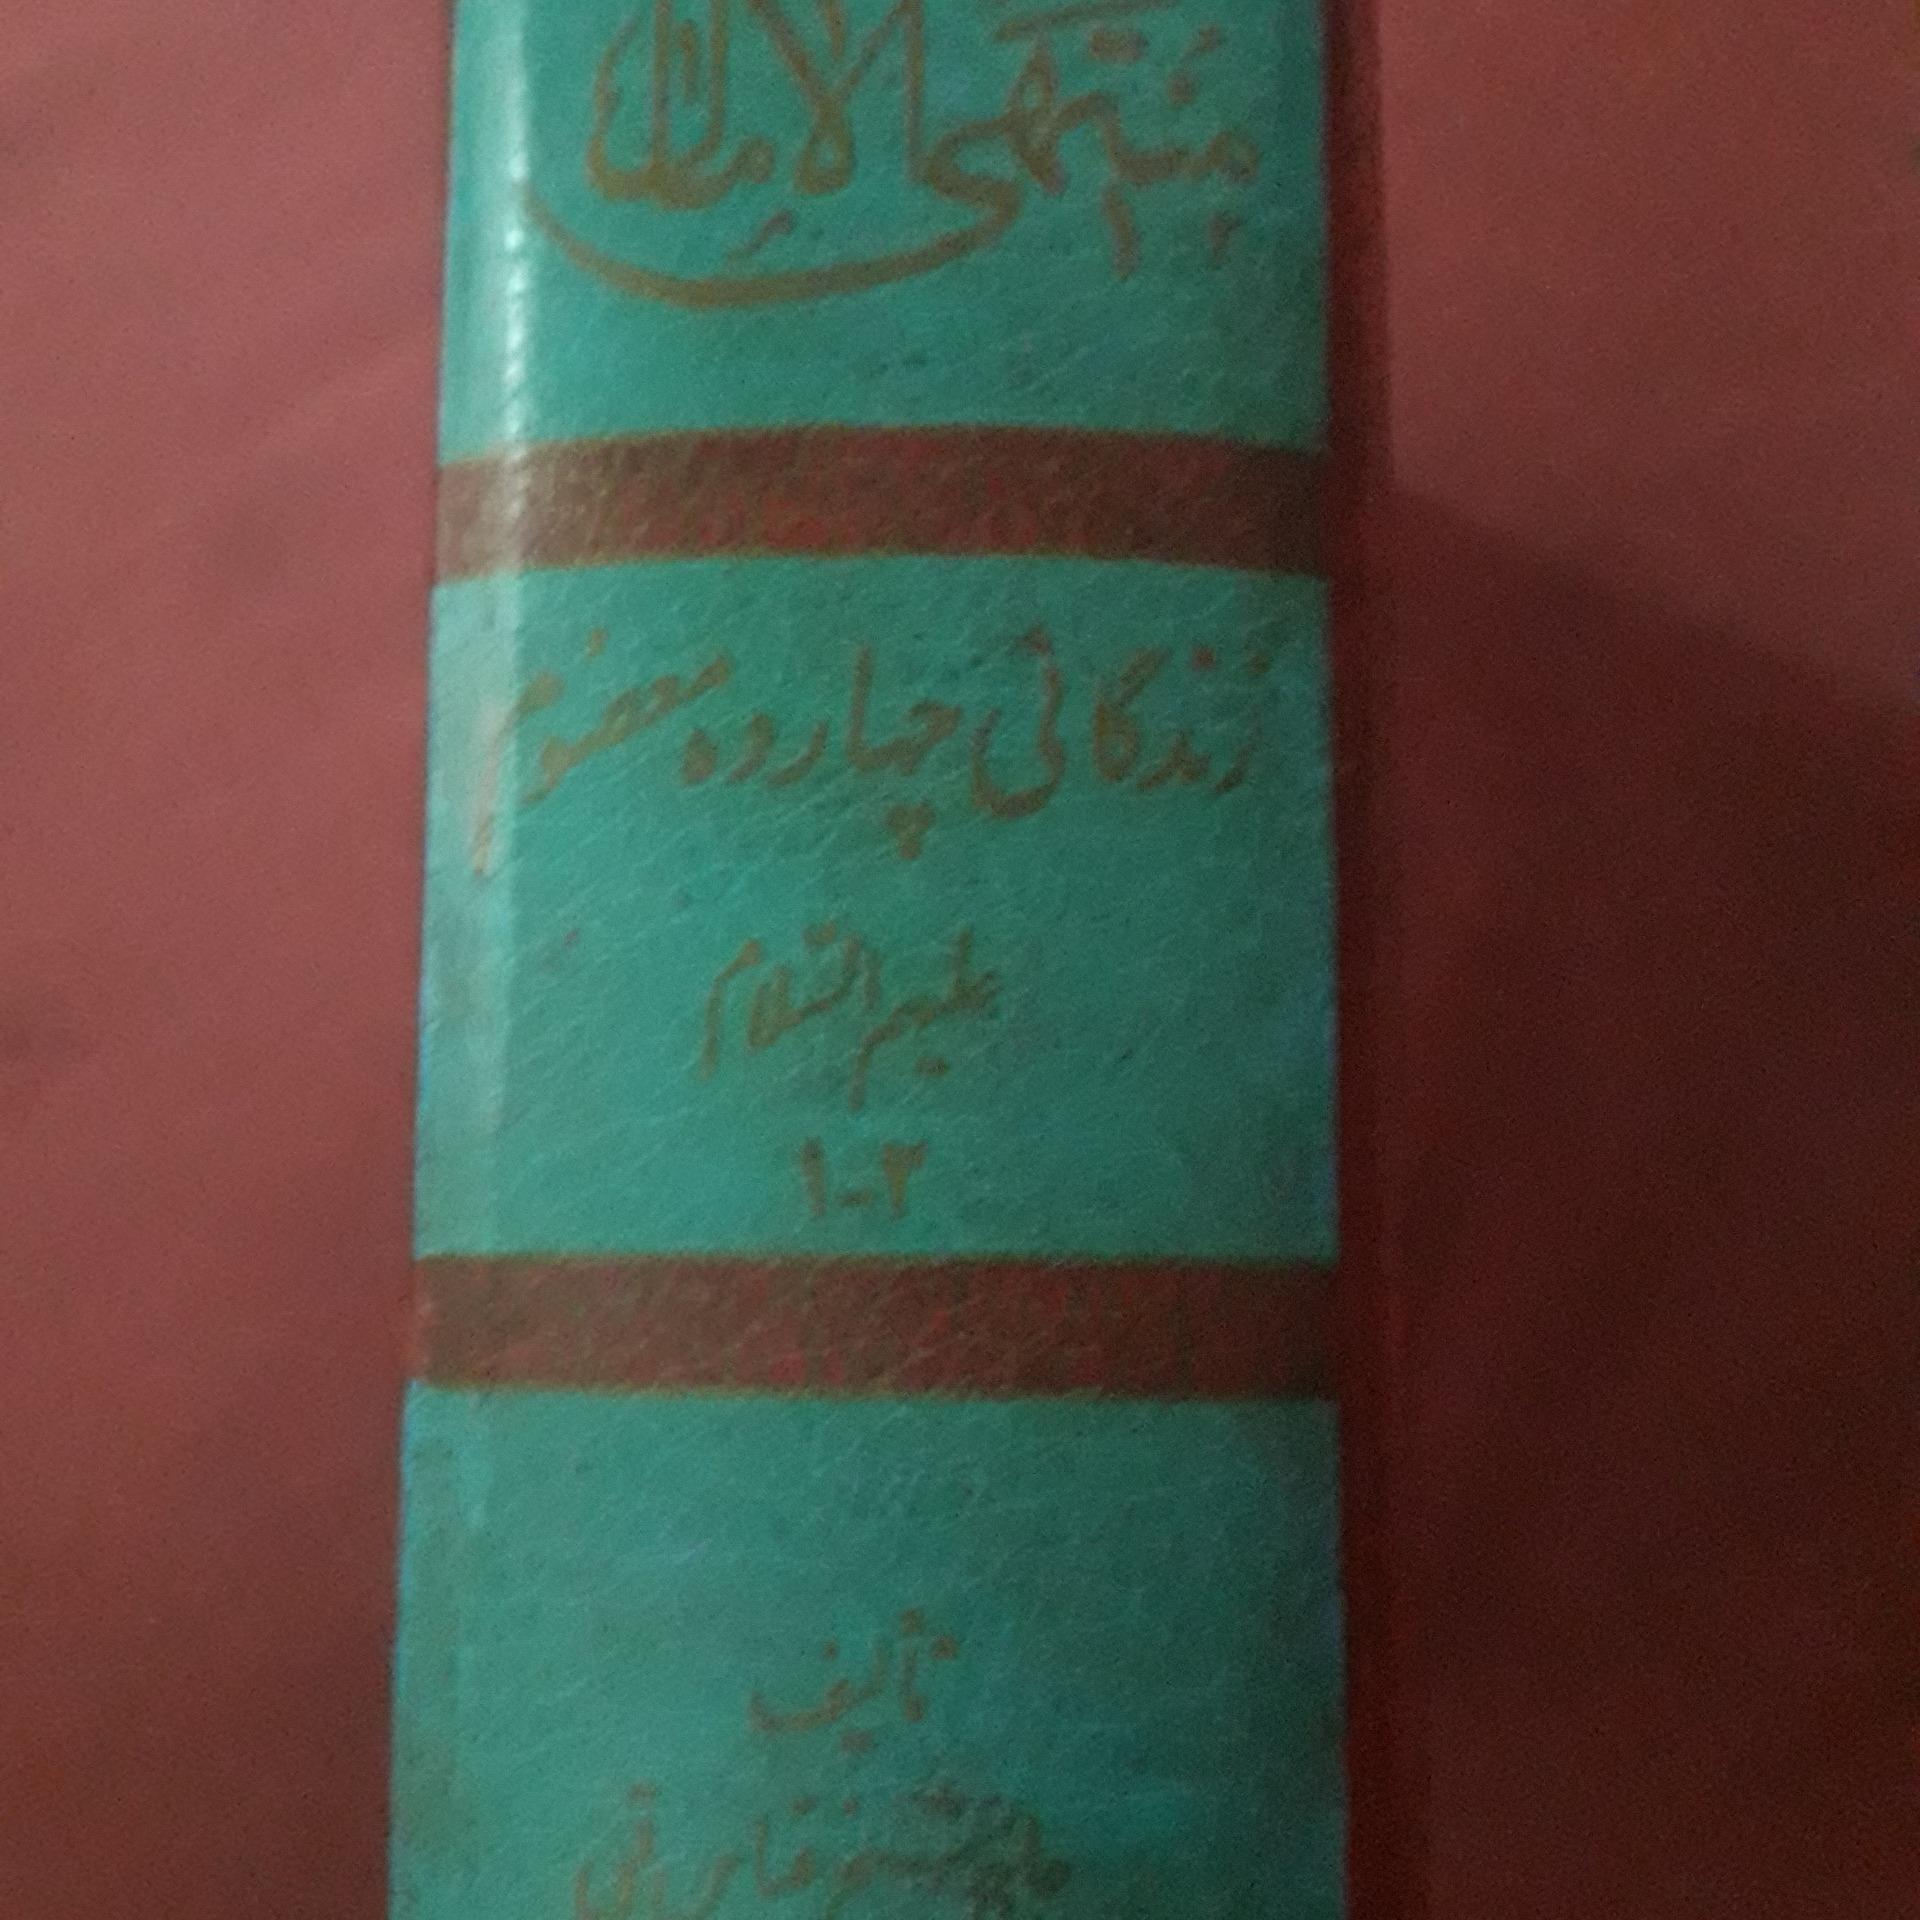 منتهی الآمال
زندگانی چهارده معصوم
علیهم السلام
۱-۲
تألیف